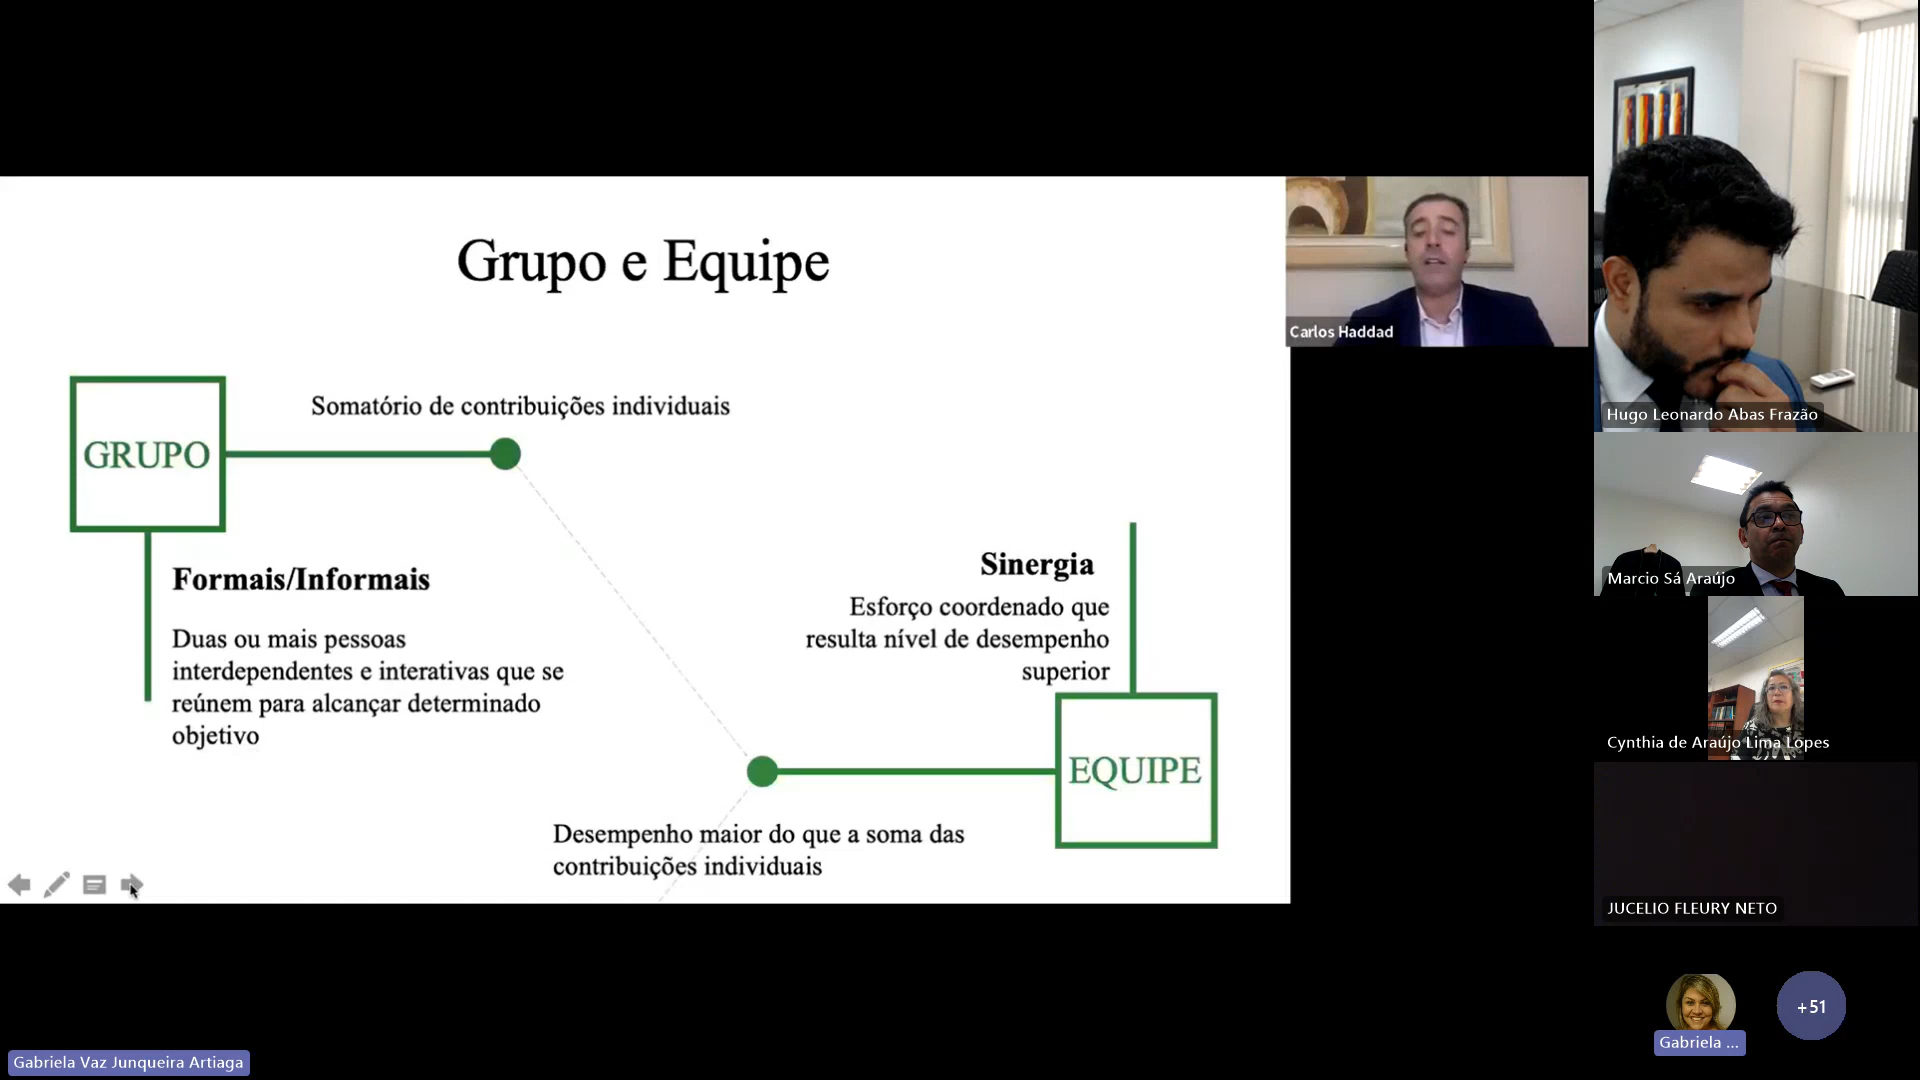 Grupo e Equipe
GRUPO
Somatório de contribuições individuais
Formais/Informais
Duas ou mais pessoas
interdependentes e interativas que se
reúnem para alcançar determinado
objetivo
Sinergia
Esforço coordenado que
resulta nível de desempenho
superior
EQUIPE
Desempenho maior do que a soma das
contribuições individuais
Carlos Haddad
Hugo Leonardo Abas Frazão
Marcio Sá Araújo
Cynthia de Araújo Lima Lopes
JUCELIO FLEURY NETO
+51
Gabriela ...
Gabriela Vaz Junqueira Artiaga